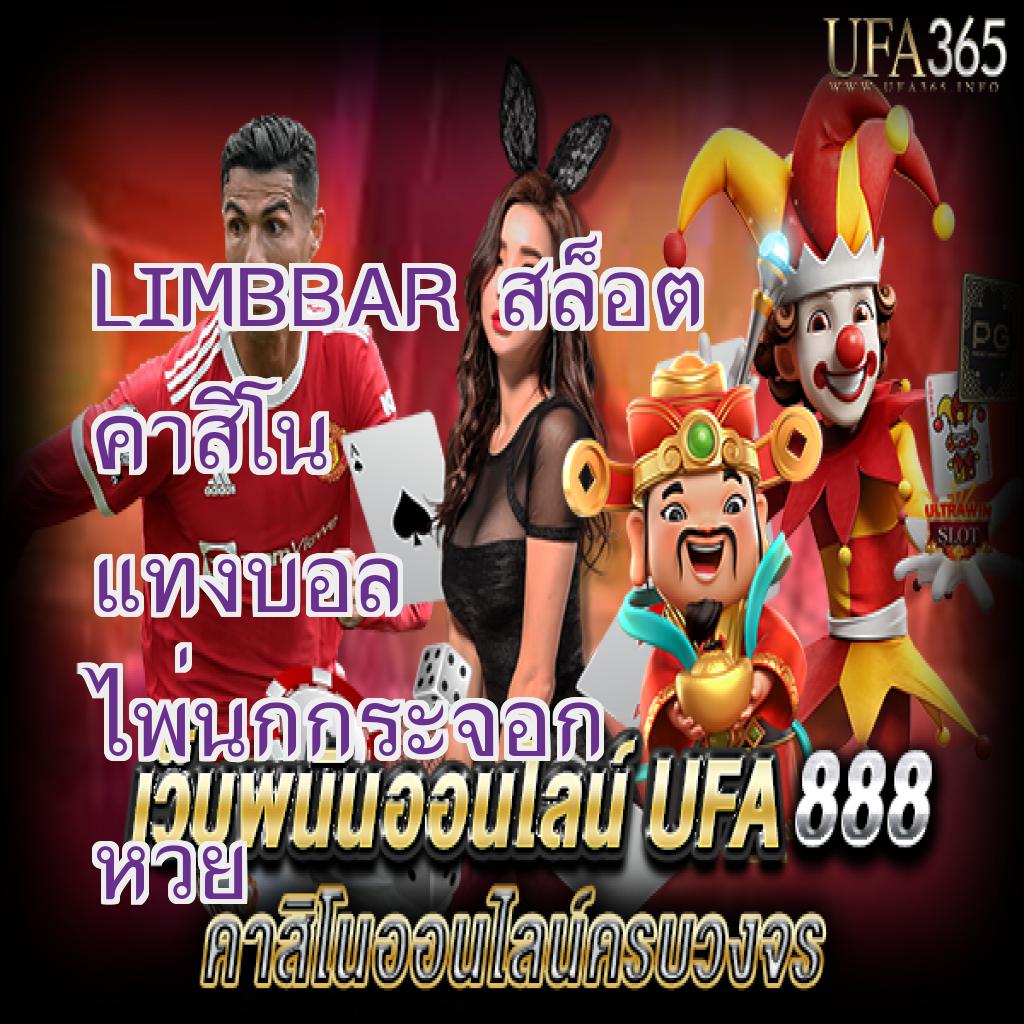 UFA365
WWW.UFA365.INFO
LIMBBAR สล็อต
คาสิโน
แทงบอล
ไพ่นกกระจอก
เว็บพนันออนไลน์ UFA 888
หวย
คาสิโนออนไลน์ครบวงจร
PG
ULTRAWIN
SLOT
A
adidas